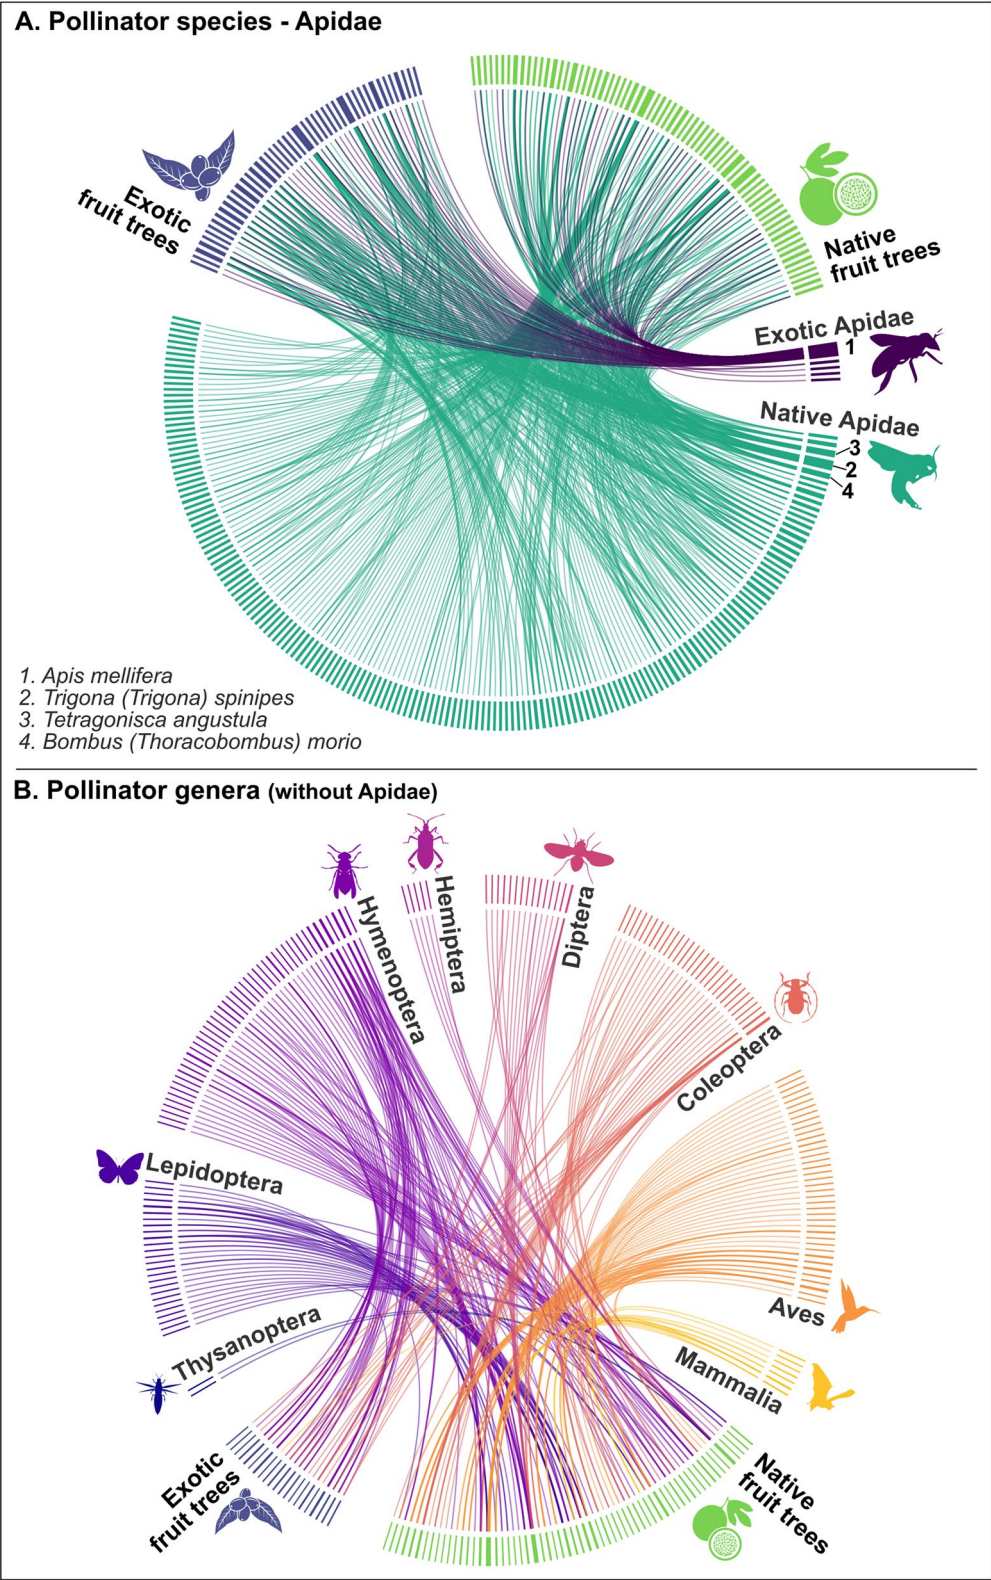 A. Pollinator species - Apidae
Exotic
fruit trees
Native
fruit trees
Exotic Apidae
1
Native Apidae
3
2
4
1. Apis mellifera
2. Trigona (Trigona) spinipes
3. Tetragonisca angustula
4. Bombus (Thoracobombus) morio
B. Pollinator genera (without Apidae)
Hymenoptera
Hemiptera
Diptera
Coleoptera
Lepidoptera
Aves
Thysanoptera
Mammalia
Exotic
fruit trees
Native
fruit trees